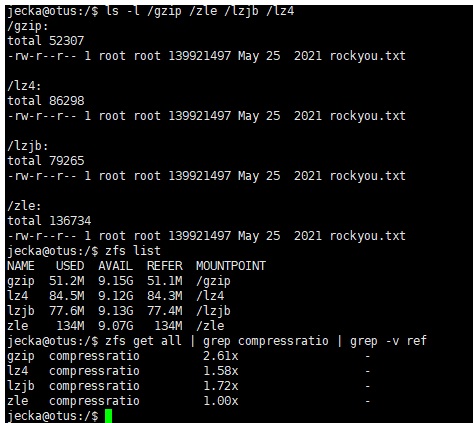 jecka@otus:/$ ls -l /gzip /zle /lzjb /lz4
/gzip:
total 52307
-rw-r--r-- 1 root root 139921497 May 25  2021 rockyou.txt

/lz4:
total 86298
-rw-r--r-- 1 root root 139921497 May 25  2021 rockyou.txt

/lzjb:
total 79265
-rw-r--r-- 1 root root 139921497 May 25  2021 rockyou.txt

/zle:
total 136734
-rw-r--r-- 1 root root 139921497 May 25  2021 rockyou.txt
jecka@otus:/$ zfs list
NAME   USED  AVAIL  REFER  MOUNTPOINT
gzip  51.2M  9.15G  51.1M  /gzip
lz4   84.5M  9.12G  84.3M  /lz4
lzjb  77.6M  9.13G  77.4M  /lzjb
zle    134M  9.07G   134M  /zle
jecka@otus:/$ zfs get all | grep compressratio | grep -v ref
gzip  compressratio         2.61x                  -
lz4   compressratio         1.58x                  -
lzjb  compressratio         1.72x                  -
zle   compressratio         1.00x                  -
jecka@otus:/$